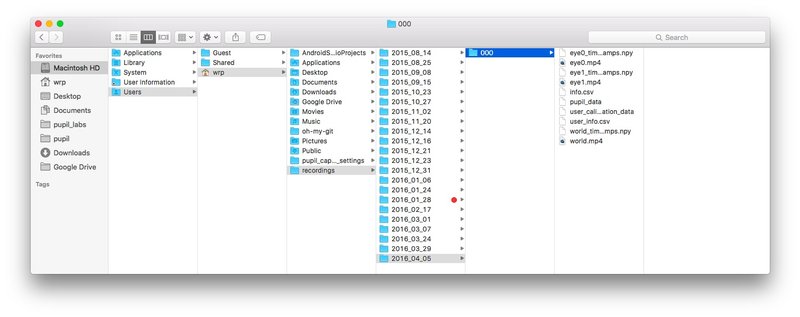 000
Search
Favorites
Macintosh HD
wrp
Desktop
Documents
pupil_labs
pupil
Downloads
Google Drive
Tags
Applications
Library
System
User Information
Users
Guest
Shared
wrp
AndroidS...ioProjects
Applications
Desktop
Documents
Downloads
Google Drive
Movies
Music
oh-my-git
Pictures
Public
pupil_cap..._settings
recordings
2015_08_14
2015_08_25
2015_09_08
2015_09_15
2015_10_23
2015_10_27
2015_11_02
2015_11_20
2015_12_14
2015_12_16
2015_12_21
2015_12_23
2015_12_31
2016_01_06
2016_01_24
2016_01_28
2016_02_17
2016_03_01
2016_03_07
2016_03_24
2016_03_29
2016_04_05
000
eye0_tim...amps.npy
eye0.mp4
eye1_tim...amps.npy
eye1.mp4
info.csv
pupil_data
user_cali...ation_data
user_info.csv
world_tim...mps.npy
world.mp4